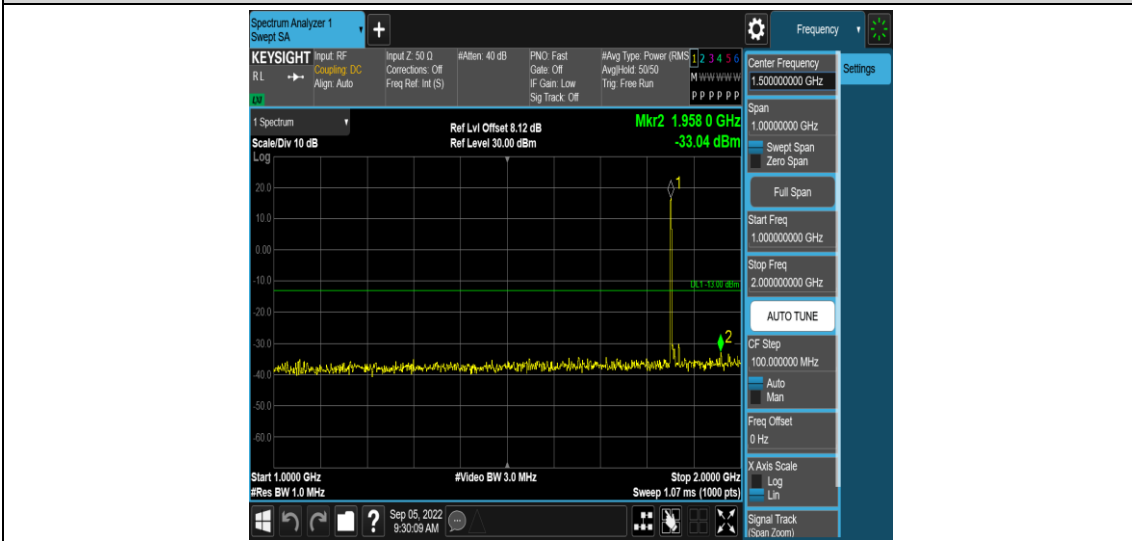 Spectrum Analyzer 1
Swept SA
+
Frequency
KEYSIGHT
RL
LXI
Input: RF
Coupling: DC
Align: Auto
Input Z: 50 Ω
Corrections: Off
Freq Ref: Int (S)
#Atten: 40 dB
PNO: Fast
Gate: Off
IF Gain: Low
Sig Track: Off
#Avg Type: Power (RMS
Avg|Hold: 50/50
Trig: Free Run
1 2 3 4 5 6
M W W W W W
P P P P P P
1 Spectrum
Scale/Div 10 dB
Log
Ref Lvl Offset 8.12 dB
Ref Level 30.00 dBm
Mkr2 1.958 0 GHz
-33.04 dBm
1
20.0
10.0
0.00
-10.0
DL1 -13.00 dBm
-20.0
-30.0
2
-40.0
-50.0
-60.0
Start 1.0000 GHz
#Res BW 1.0 MHz
#Video BW 3.0 MHz
Stop 2.0000 GHz
Sweep 1.07 ms (1000 pts)
Center Frequency
1.500000000 GHz
Settings
Span
1.00000000 GHz
Swept Span
Zero Span
Full Span
Start Freq
1.000000000 GHz
Stop Freq
2.000000000 GHz
AUTO TUNE
CF Step
100.000000 MHz
Auto
Man
Freq Offset
0 Hz
X Axis Scale
Log
Lin
Signal Track
(Span Zoom)
?
Sep 05, 2022
9:30:09 AM